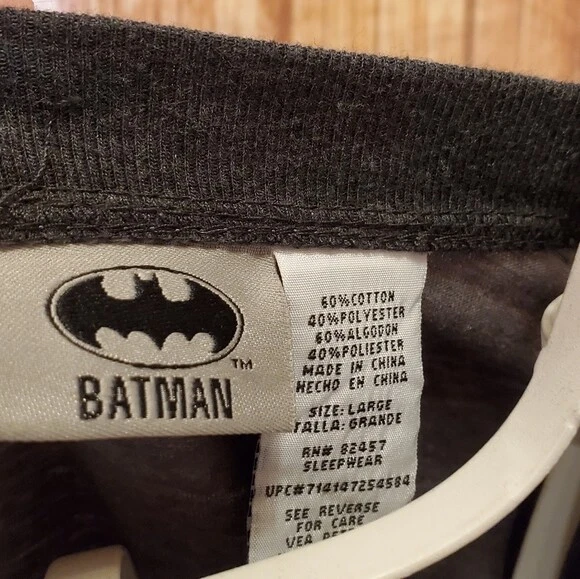 TM
BATMAN
60%COTTON
40%POLYESTER
60%ALGODON
40%POLIESTER
MADE IN CHINA
HECHO EN CHINA
SIZE: LARGE
TALLA: GRANDE
RN# 82457
SLEEPWEAR
UPC#714147254584
SEE REVERSE
FOR CARE
VEA